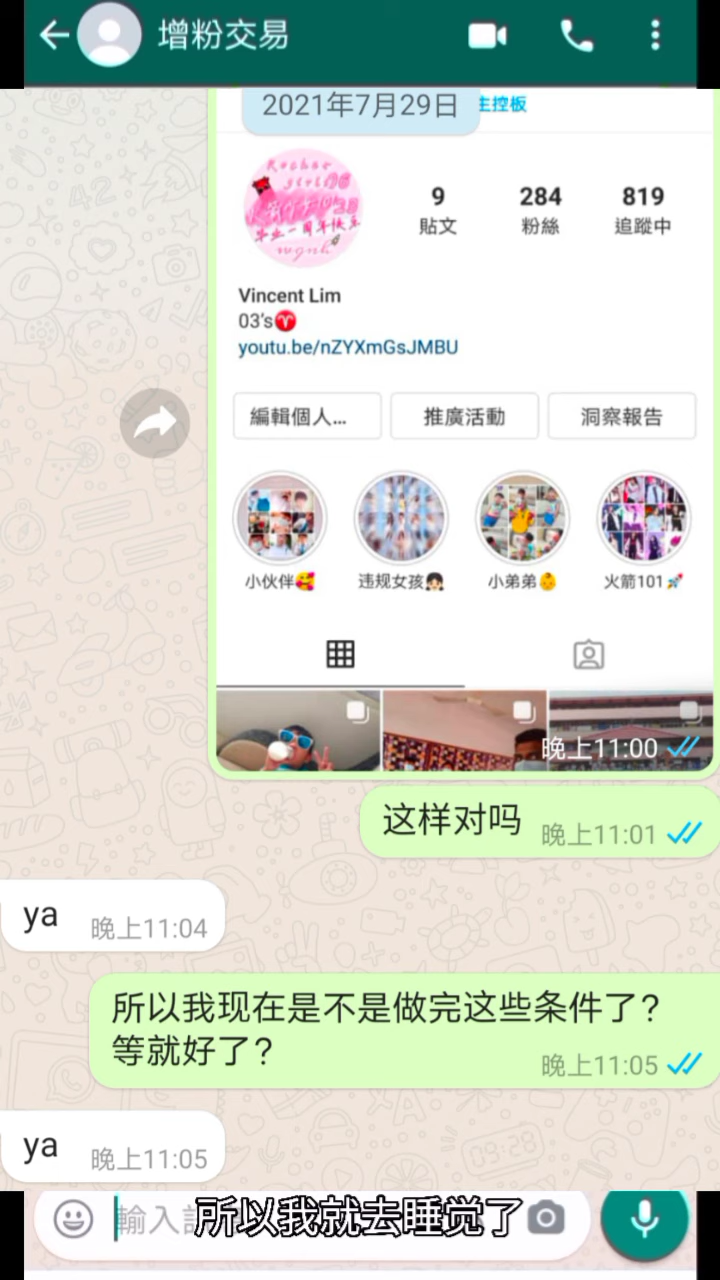 增粉交易
2021年7月29日
主控板
9
284
819
貼文
粉絲
追蹤中
Vincent Lim
03's♈
youtu.be/nZYXmGsJMBU
編輯個人...
推廣活動
洞察報告
小伙伴🥰
违规女孩👧
小弟弟👶
火箭101🚀
晚上11:00
这样对吗
晚上11:01
ya
晚上11:04
所以我现在是不是做完这些条件了?
等就好了?
晚上11:05
ya
晚上11:05
輸入
所以我就去睡觉了